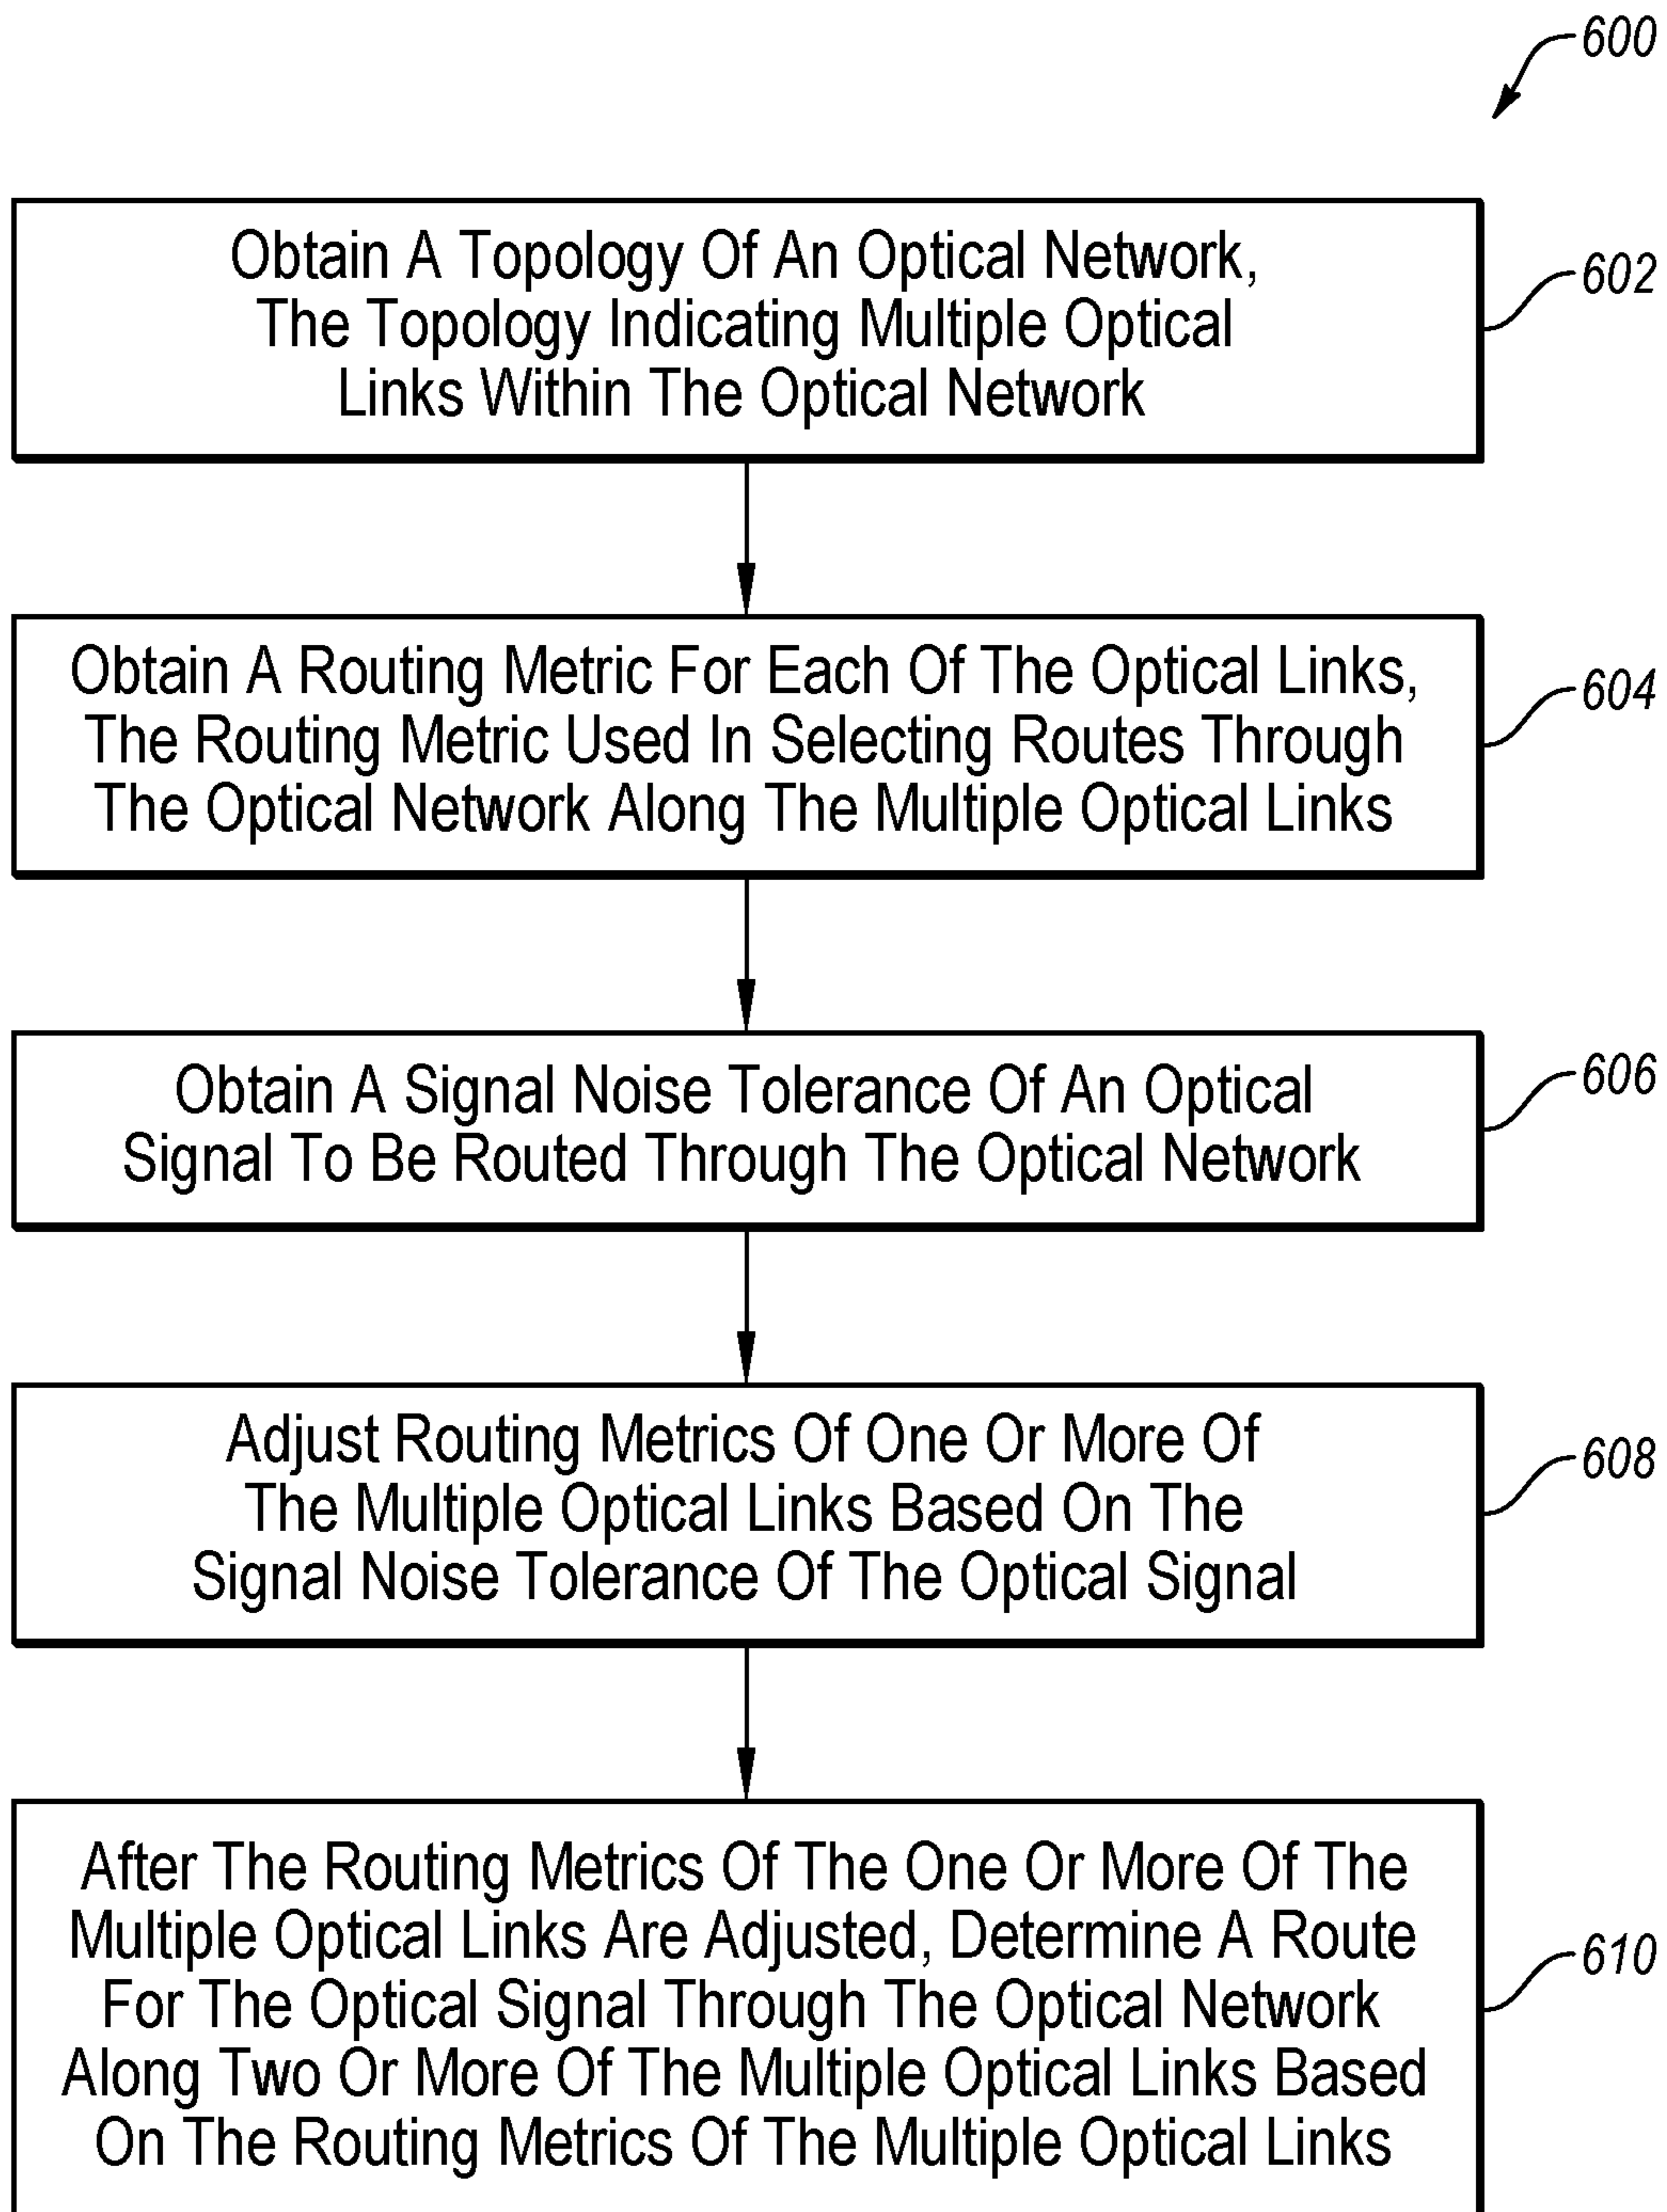 600
Obtain A Topology Of An Optical Network,
The Topology Indicating Multiple Optical
Links Within The Optical Network
602
Obtain A Routing Metric For Each Of The Optical Links,
The Routing Metric Used In Selecting Routes Through
The Optical Network Along The Multiple Optical Links
604
Obtain A Signal Noise Tolerance Of An Optical
Signal To Be Routed Through The Optical Network
606
Adjust Routing Metrics Of One Or More Of
The Multiple Optical Links Based On The
Signal Noise Tolerance Of The Optical Signal
608
After The Routing Metrics Of The One Or More Of The
Multiple Optical Links Are Adjusted, Determine A Route
For The Optical Signal Through The Optical Network
Along Two Or More Of The Multiple Optical Links Based
On The Routing Metrics Of The Multiple Optical Links
610